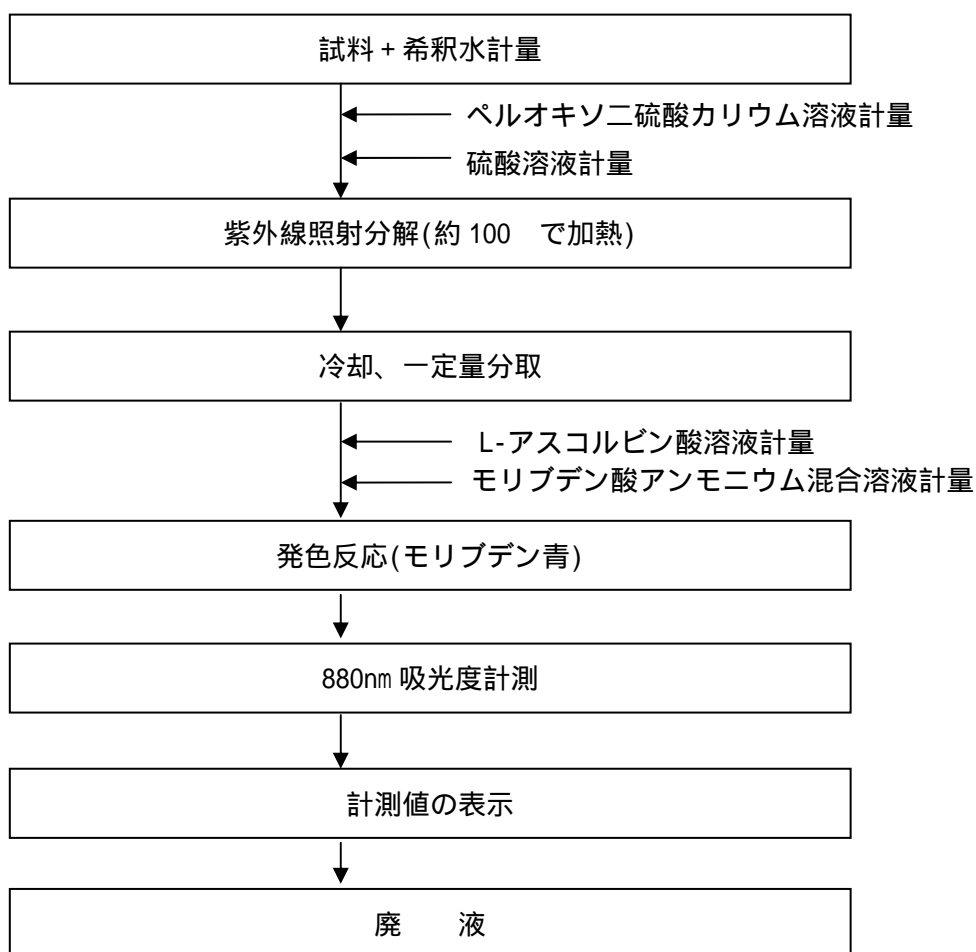 試料+希釈水計量
ペルオキソ二硫酸カリウム溶液計量
硫酸溶液計量
紫外線照射分解(約100　で加熱)
冷却、一定量分取
L-アスコルビン酸溶液計量
モリブデン酸アンモニウム混合溶液計量
発色反応(モリブデン青)
880nm 吸光度計測
計測値の表示
廃　　液